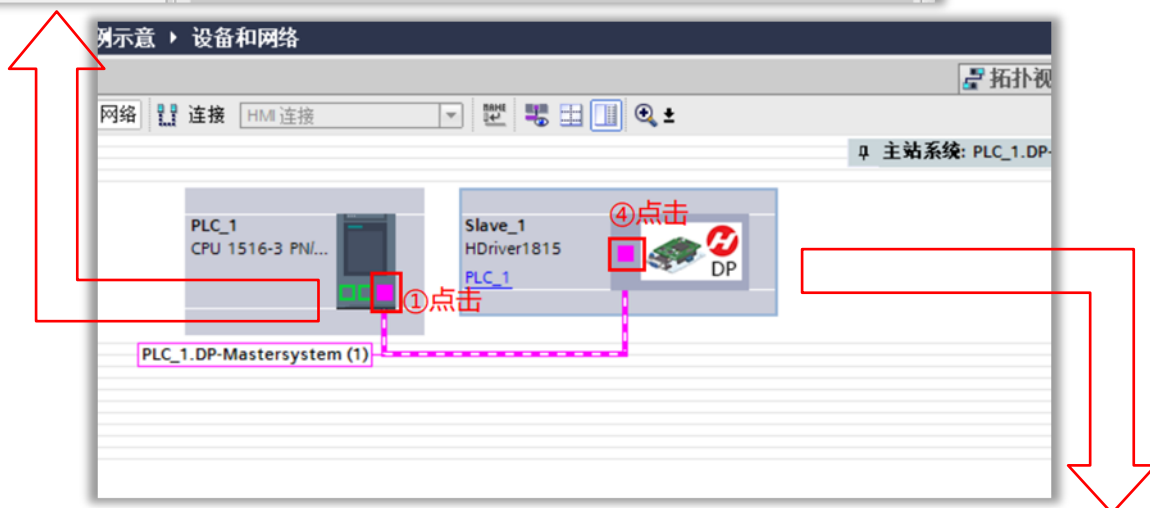 例示意 ▸ 设备和网络
拓扑视
网络 连接 HMI 连接
主站系统: PLC_1.DP-
PLC_1
CPU 1516-3 PN/...
①点击
Slave_1
HDriver1815
PLC_1
④点击
DP
PLC_1.DP-Mastersystem (1)